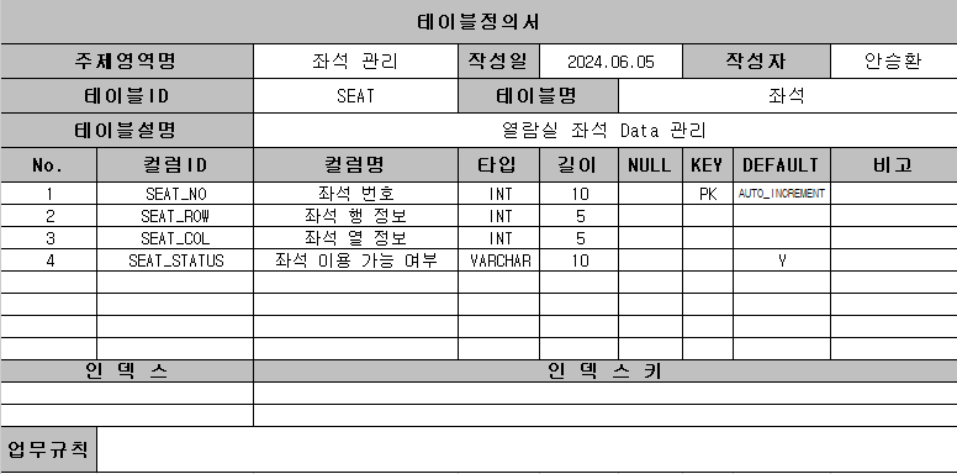 테이블정의서
주제영역명 좌석 관리 작성일 2024.06.05 작성자 안승환
테이블ID SEAT 테이블명 좌석
테이블설명 열람실 좌석 Data 관리
No. 컬럼ID 컬럼명 타입 길이 NULL KEY DEFAULT 비고
1 SEAT_NO 좌석 번호 INT 10 PK AUTO_INCREMENT
2 SEAT_ROW 좌석 행 정보 INT 5
3 SEAT_COL 좌석 열 정보 INT 5
4 SEAT_STATUS 좌석 이용 가능 여부 VARCHAR 10 Y
인 덱 스 인 덱 스 키
업무규칙